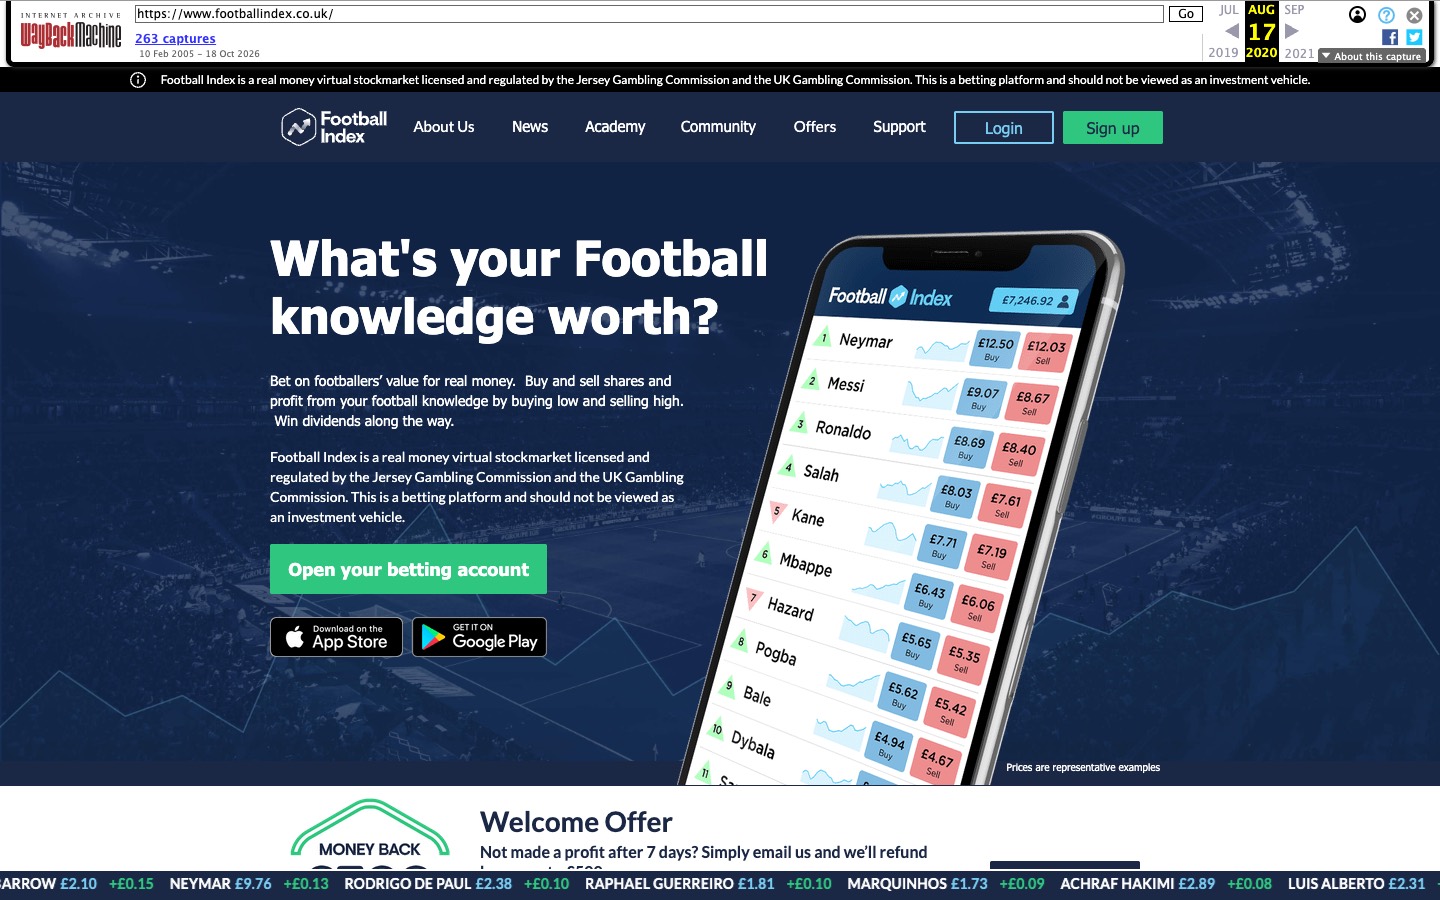 INTERNET ARCHIVE
WayBackMachine
https://www.footballindex.co.uk/
Go
263 captures
10 Feb 2005 – 18 Oct 2026
JUL AUG SEP
17
2019 2020 2021
About this capture
Football Index is a real money virtual stockmarket licensed and regulated by the Jersey Gambling Commission and the UK Gambling Commission. This is a betting platform and should not be viewed as an investment vehicle.
Football
Index
About Us
News
Academy
Community
Offers
Support
Login
Sign up
What's your Football
knowledge worth?
Bet on footballers’ value for real money. Buy and sell shares and
profit from your football knowledge by buying low and selling high.
Win dividends along the way.
Football Index is a real money virtual stockmarket licensed and
regulated by the Jersey Gambling Commission and the UK Gambling
Commission. This is a betting platform and should not be viewed as
an investment vehicle.
Open your betting account
Download on the
App Store
GET IT ON
Google Play
Football Index £7,246.92
1 Neymar £12.50 Buy £12.03 Sell
2 Messi £9.07 Buy £8.67 Sell
3 Ronaldo £8.69 Buy £8.40 Sell
4 Salah £8.03 Buy £7.61 Sell
5 Kane £7.71 Buy £7.19 Sell
6 Mbappe £6.43 Buy £6.06 Sell
7 Hazard £5.65 Buy £5.35 Sell
8 Pogba £5.62 Buy £5.42 Sell
9 Bale £4.94 Buy £4.67 Sell
10 Dybala
11
Prices are representative examples
MONEY BACK
Welcome Offer
Not made a profit after 7 days? Simply email us and we’ll refund
ARROW £2.10 +£0.15 NEYMAR £9.76 +£0.13 RODRIGO DE PAUL £2.38 +£0.10 RAPHAEL GUERREIRO £1.81 +£0.10 MARQUINHOS £1.73 +£0.09 ACHRAF HAKIMI £2.89 +£0.08 LUIS ALBERTO £2.31